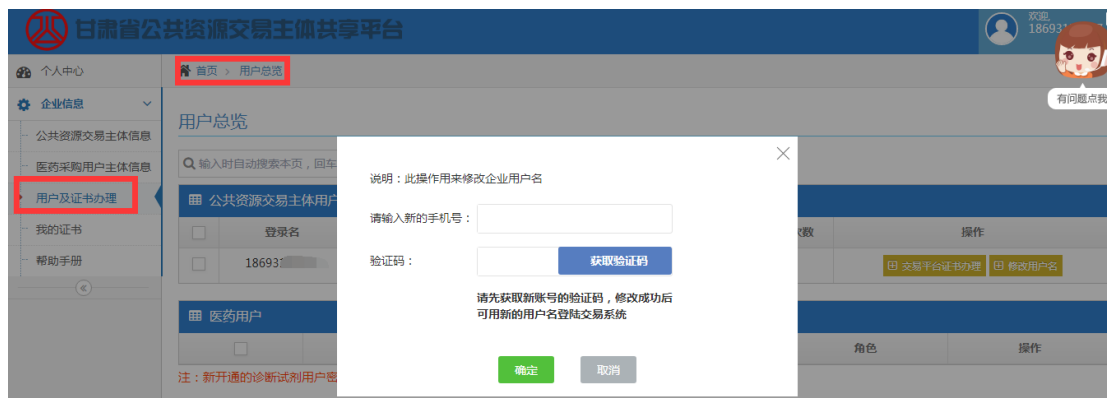 甘肃省公共资源交易主体共享平台
欢迎,
18693
有问题点我
个人中心
企业信息
公共资源交易主体信息
医药采购用户主体信息
用户及证书办理
我的证书
帮助手册
首页 > 用户总览
用户总览
输入时自动搜索本页，回车
公共资源交易主体用户
登录名
次数
操作
18693
交易平台证书办理
修改用户名
医药用户
角色
操作
注：新开通的诊断试剂用户密
说明：此操作用来修改企业用户名
请输入新的手机号：
验证码：
获取验证码
请先获取新账号的验证码，修改成功后
可用新的用户名登陆交易系统
确定
取消